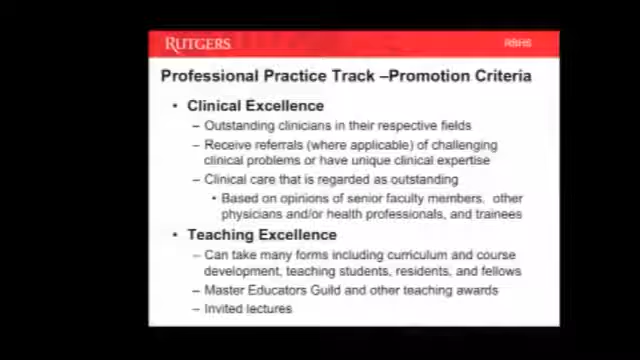 RUTGERS
RBHS
Professional Practice Track –Promotion Criteria
• Clinical Excellence
– Outstanding clinicians in their respective fields
– Receive referrals (where applicable) of challenging
clinical problems or have unique clinical expertise
– Clinical care that is regarded as outstanding
• Based on opinions of senior faculty members, other
physicians and/or health professionals, and trainees
• Teaching Excellence
– Can take many forms including curriculum and course
development, teaching students, residents, and fellows
– Master Educators Guild and other teaching awards
– Invited lectures